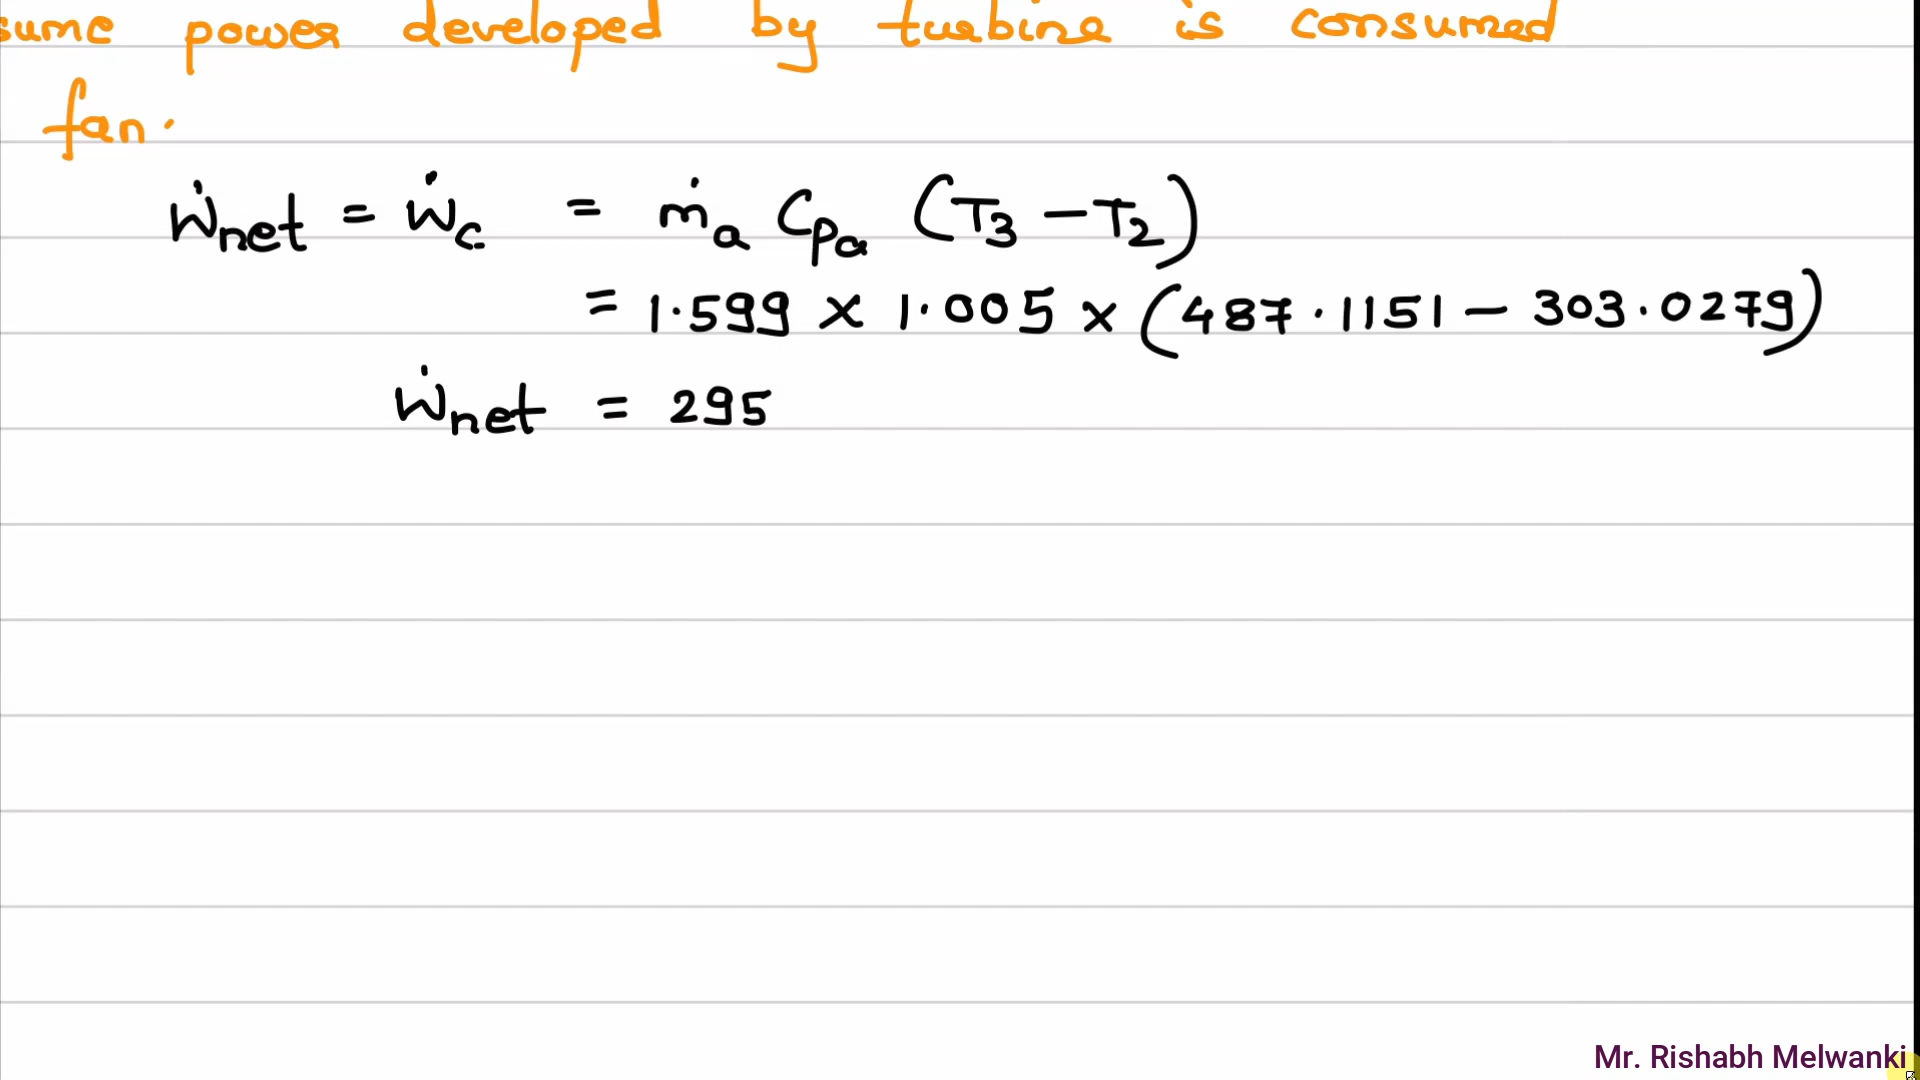 sume power developed by turbine is consumed
fan.
Ẇnet = Ẇc = ṁa Cpa (T3 - T2)
= 1.599 × 1.005 × (487.1151 - 303.0279)
Ẇnet = 295
Mr. Rishabh Melwanki